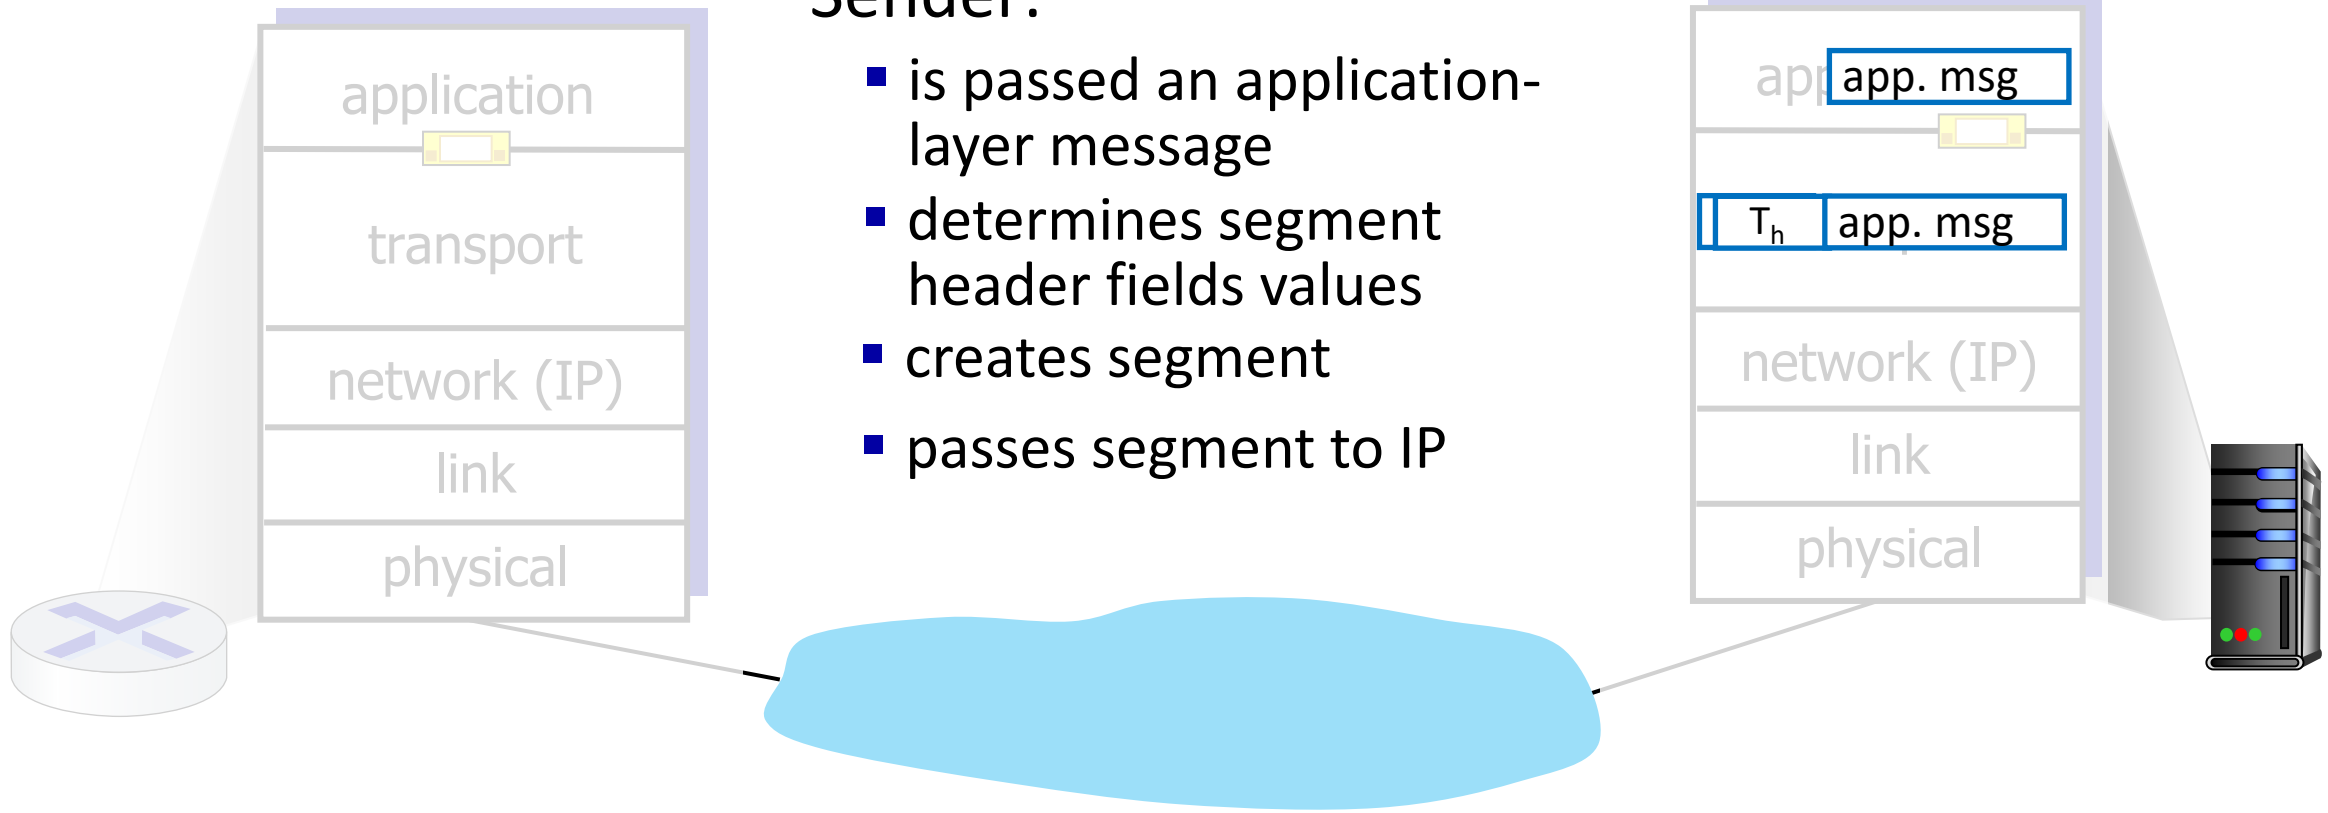 Sender:
application
transport
network (IP)
link
physical
is passed an application-
layer message
determines segment
header fields values
creates segment
passes segment to IP
app. msg
Th app. msg
network (IP)
link
physical